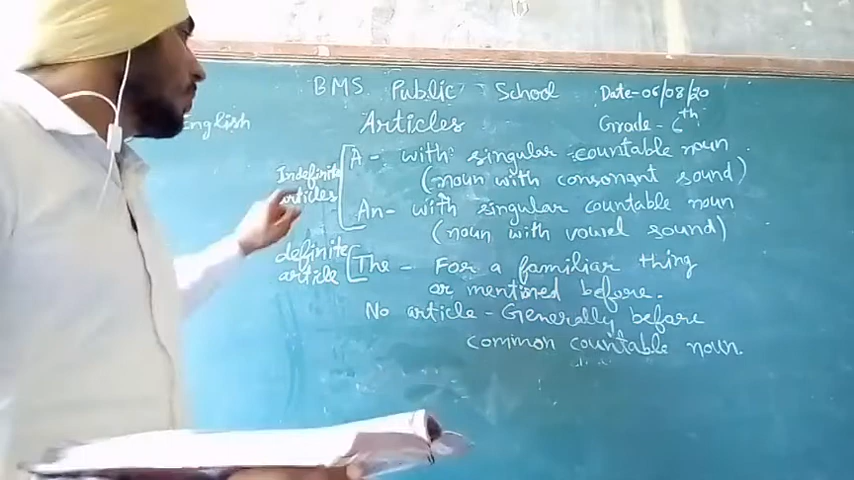 BMS Public School Date-06/08/20
English Articles Grade-6th
Indefinite articles
A - with singular countable noun
(noun with consonant sound)
An- with singular countable noun
(noun with vowel sound)
definite article
The - For a familiar thing
or mentioned before.
No article - Generally before
common countable noun.